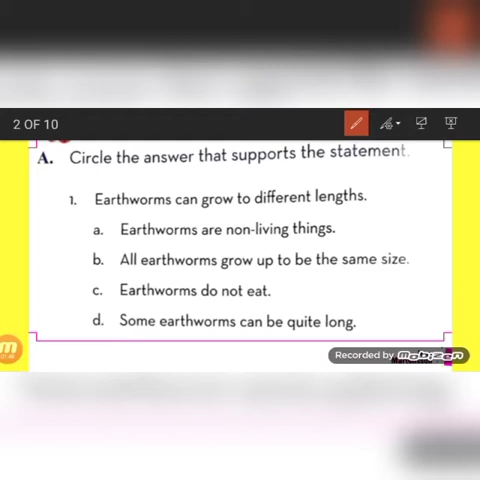 2 OF 10
A. Circle the answer that supports the statement.
1. Earthworms can grow to different lengths.
a. Earthworms are non-living things.
b. All earthworms grow up to be the same size.
c. Earthworms do not eat.
d. Some earthworms can be quite long.
m
Recorded by mobizen